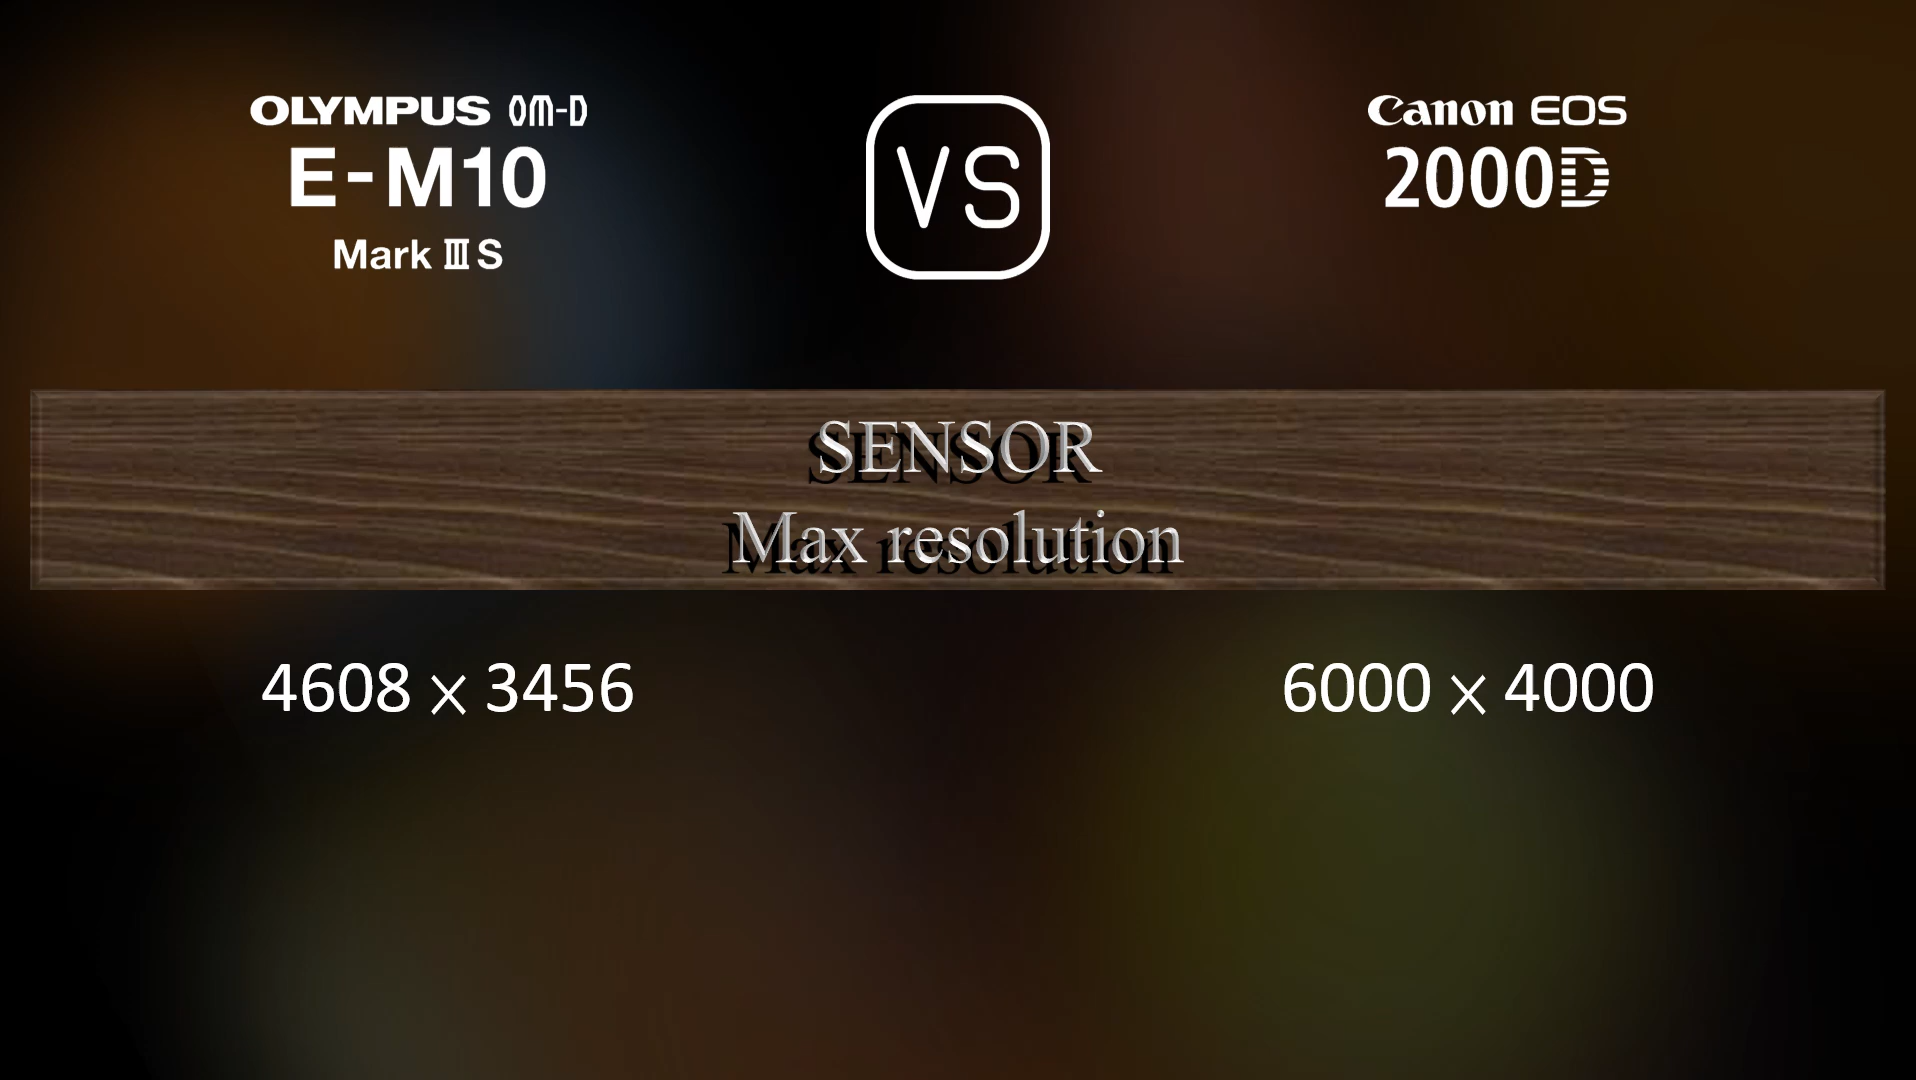 OLYMPUS OM-D
E-M10
Mark III S
VS
Canon EOS
2000D
SENSOR
Max resolution
4608 x 3456
6000 x 4000